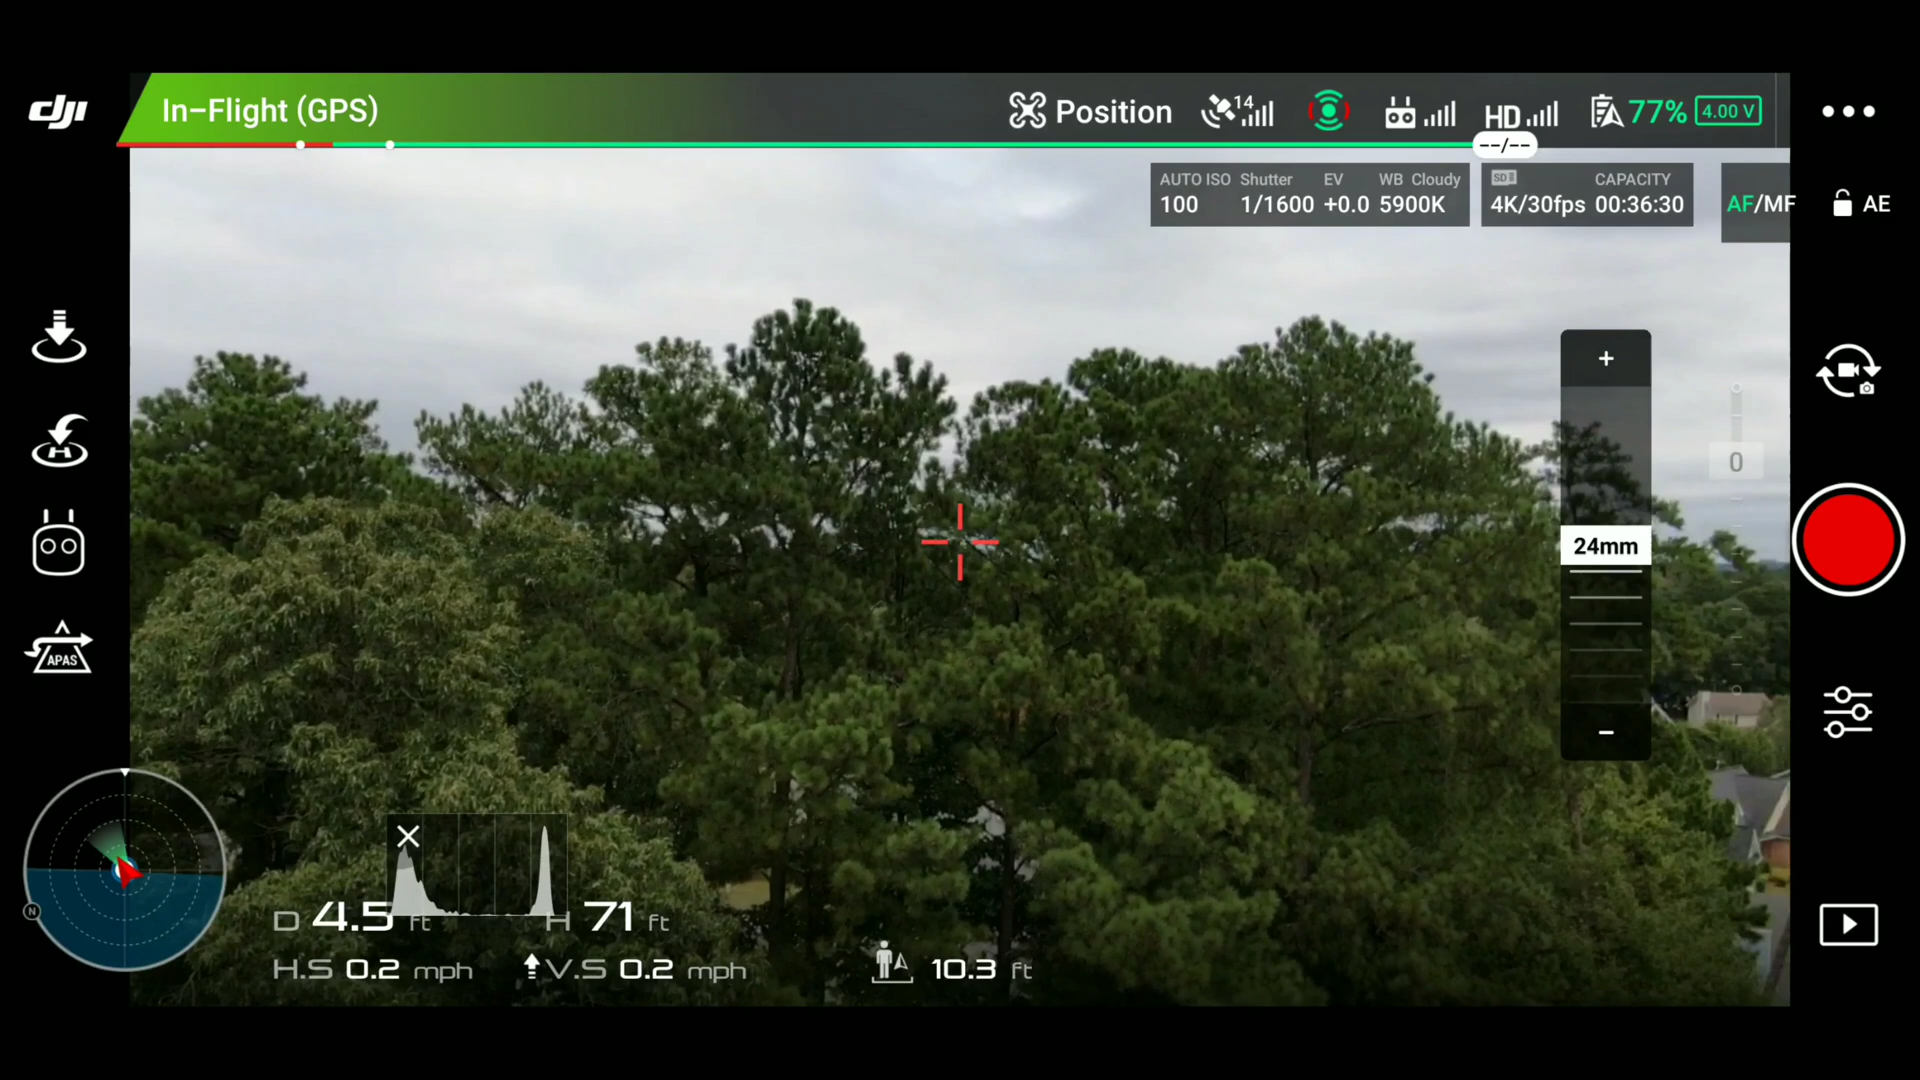 dji
In-Flight (GPS)
Position
14
HD
77%
4.00 V
--/--
AUTO ISO Shutter EV WB Cloudy
100 1/1600 +0.0 5900K
SD CAPACITY
4K/30fps 00:36:30
AF/MF
AE
+
0
24mm
−
H
APAS
N
D 4.5 ft H 71 ft
H.S 0.2 mph V.S 0.2 mph
10.3 ft